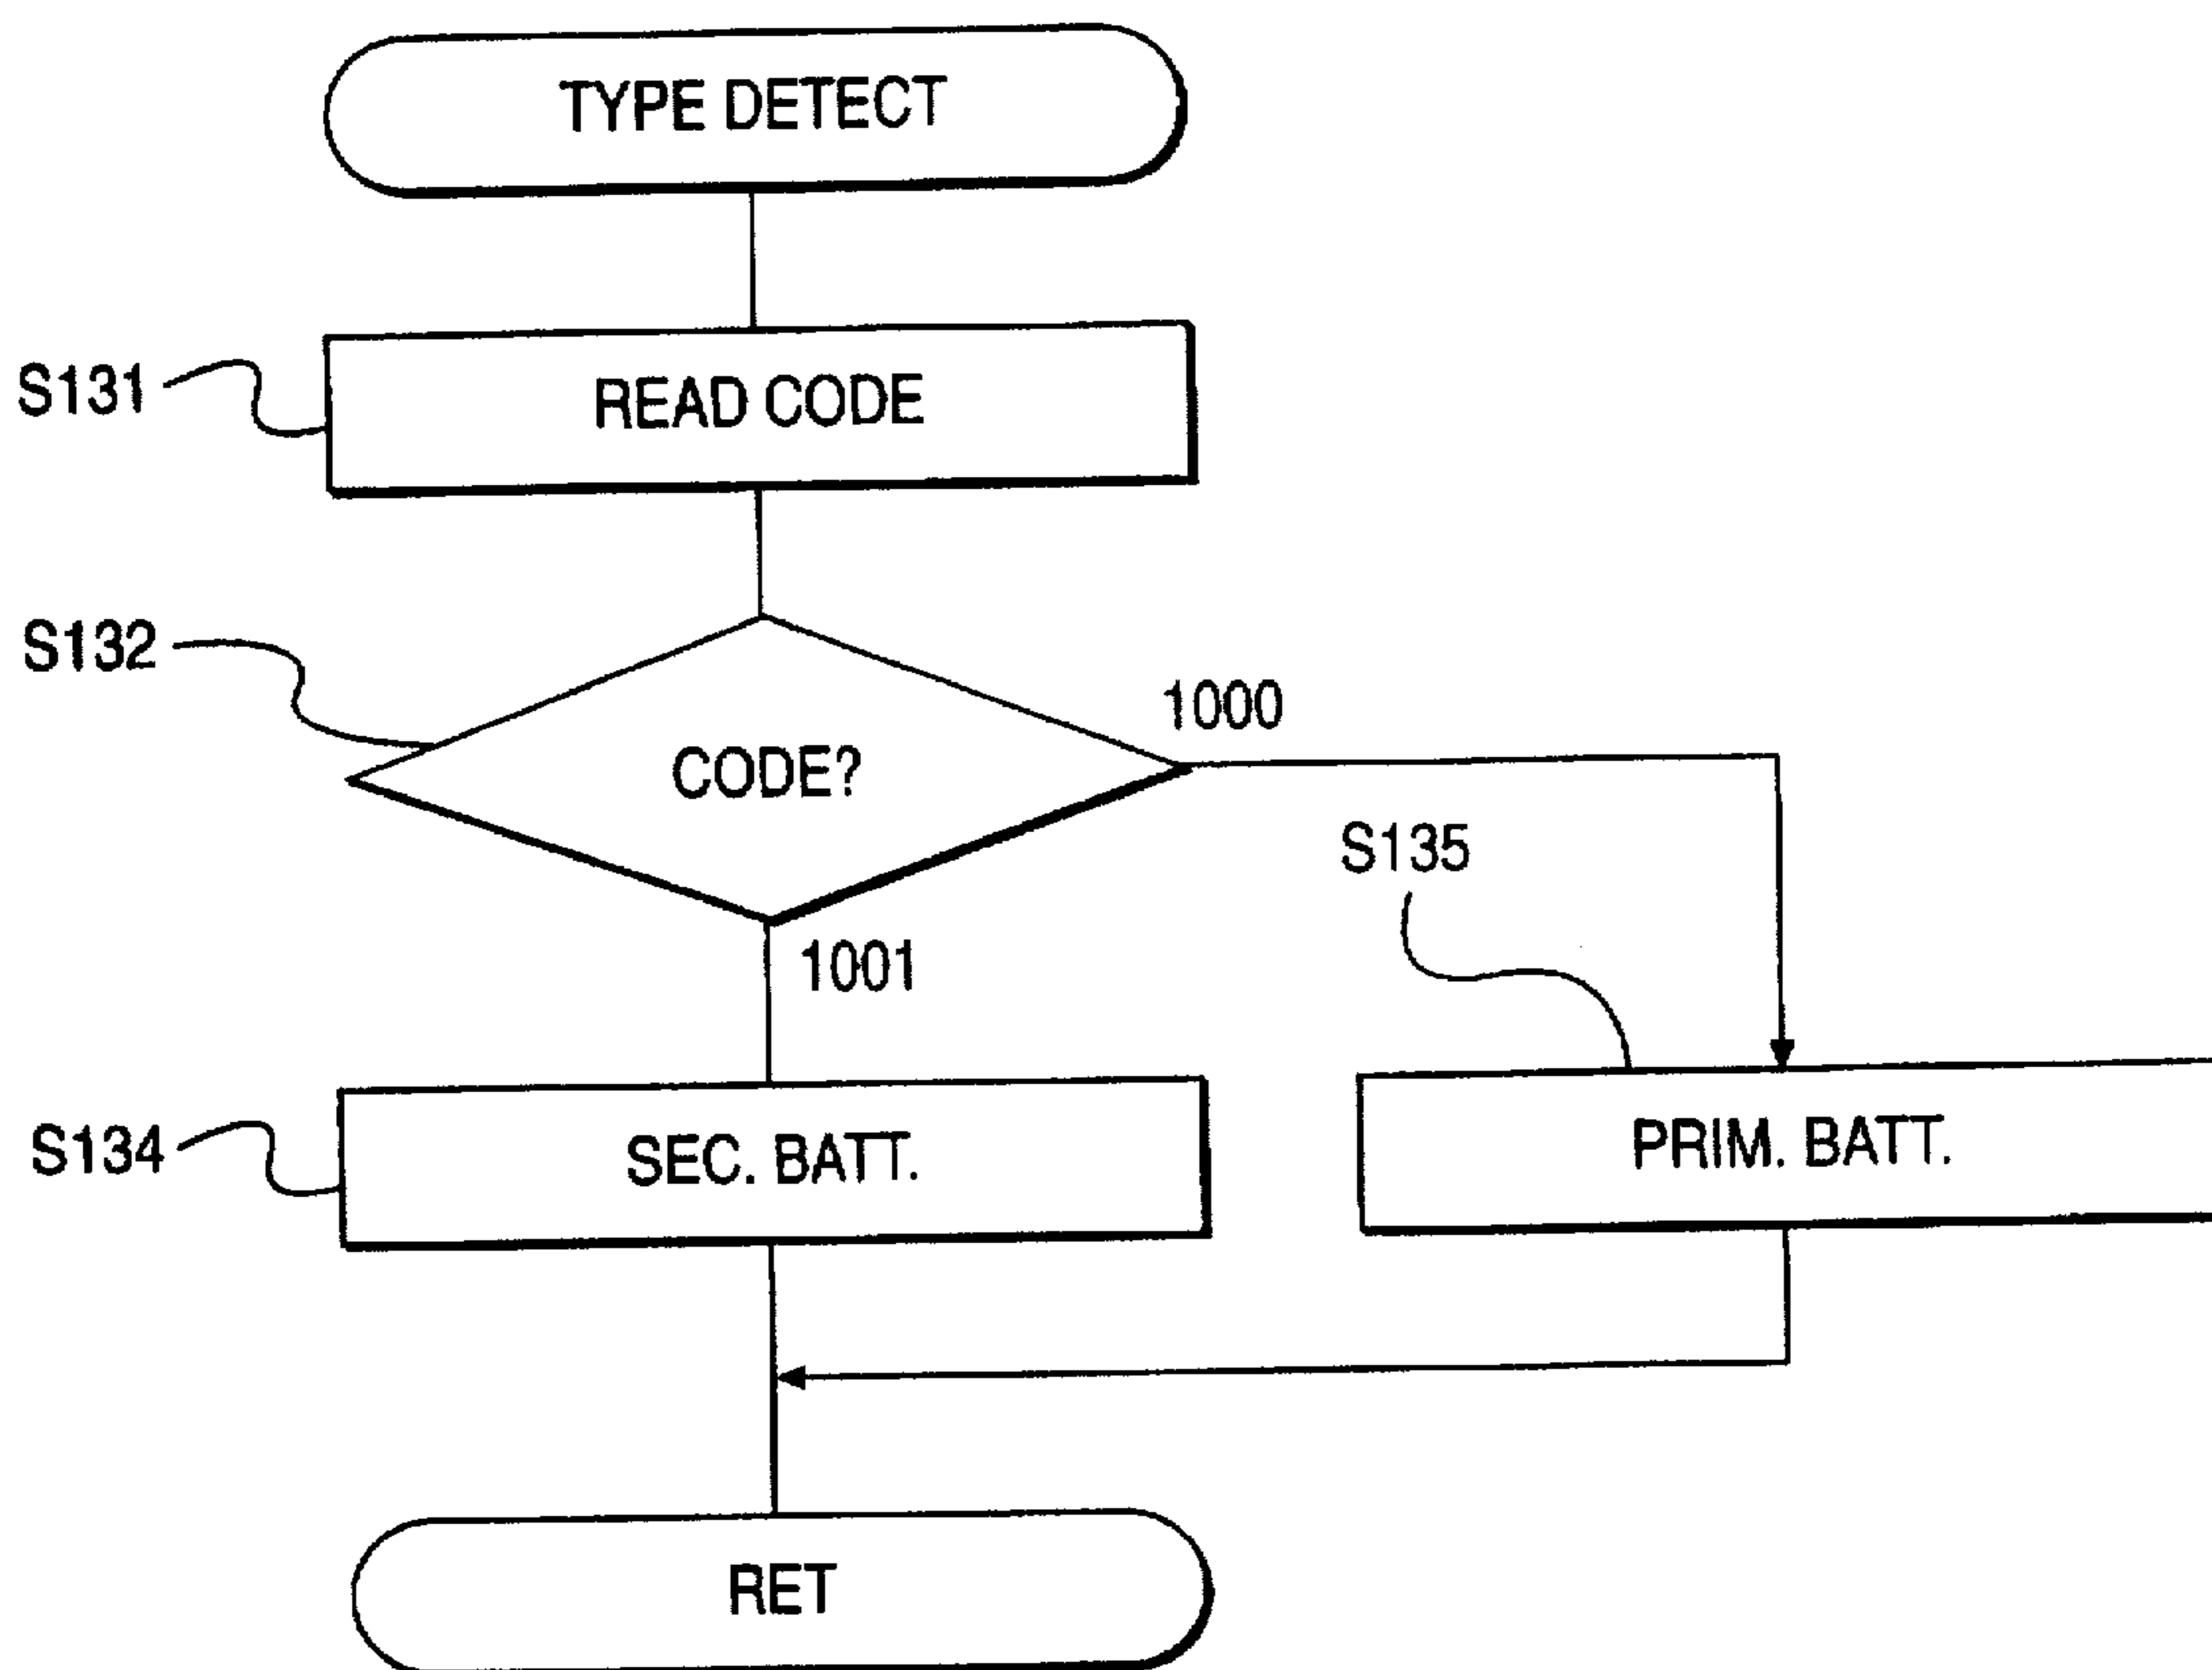 TYPE DETECT
S131
READ CODE
S132
1000
CODE?
S135
1001
S134
SEC. BATT.
PRIM. BATT.
RET